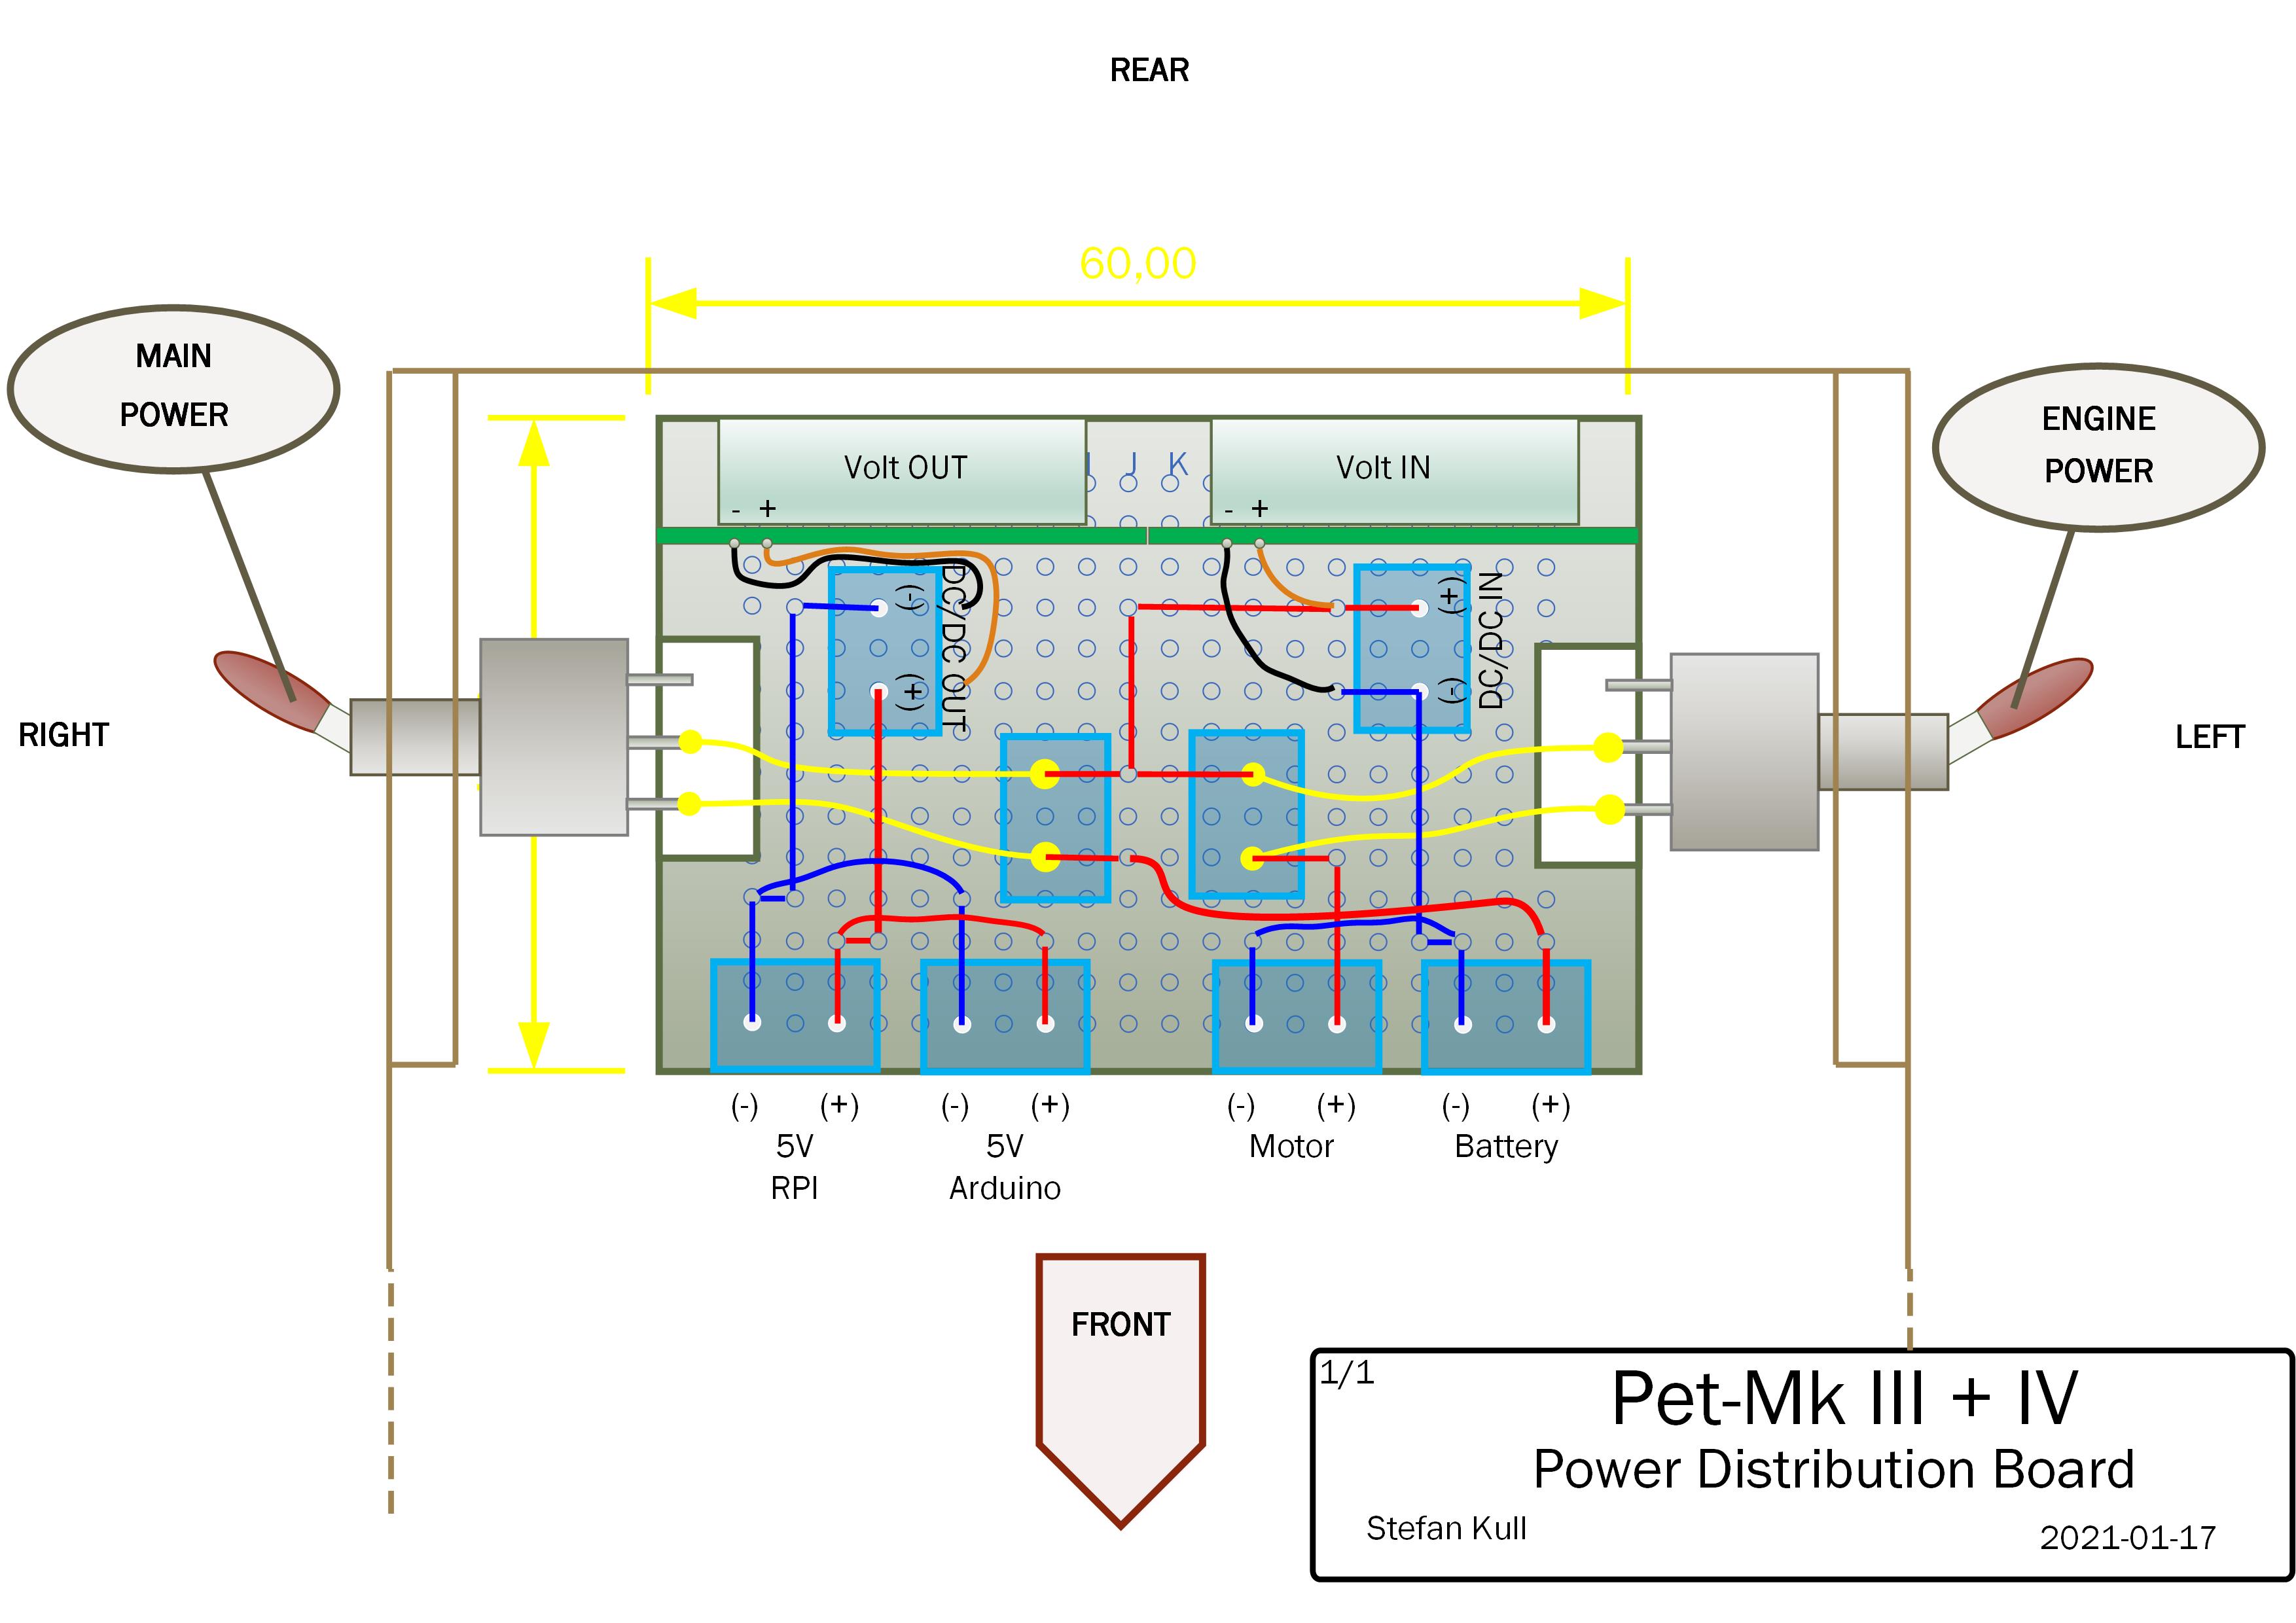 REAR
60,00
MAIN
POWER
ENGINE
POWER
Volt OUT
J K
Volt IN
- +
- +
(-)
(+)
DC/DC OUT
(+)
(-)
DC/DC IN
RIGHT
LEFT
(-) (+) (-) (+) (-) (+) (-) (+)
5V 5V Motor Battery
RPI Arduino
FRONT
1/1
Pet-Mk III + IV
Power Distribution Board
Stefan Kull
2021-01-17